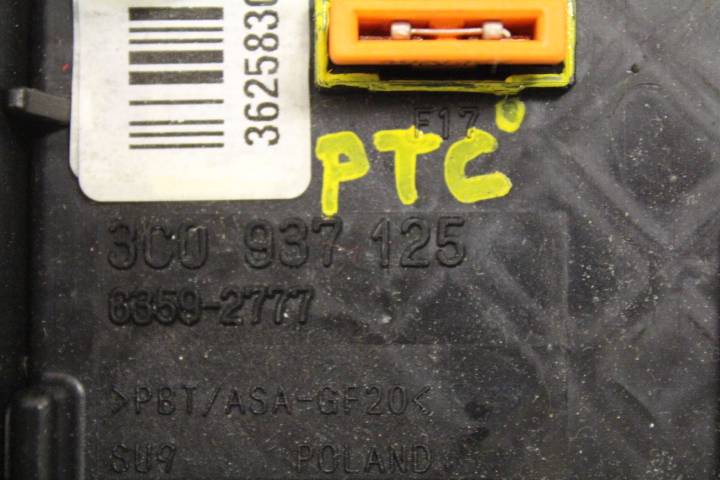 3625830
F17
PTC
3C0 937 125
6359-2777
>PBT/ASA-GF20<
SU9 POLAND